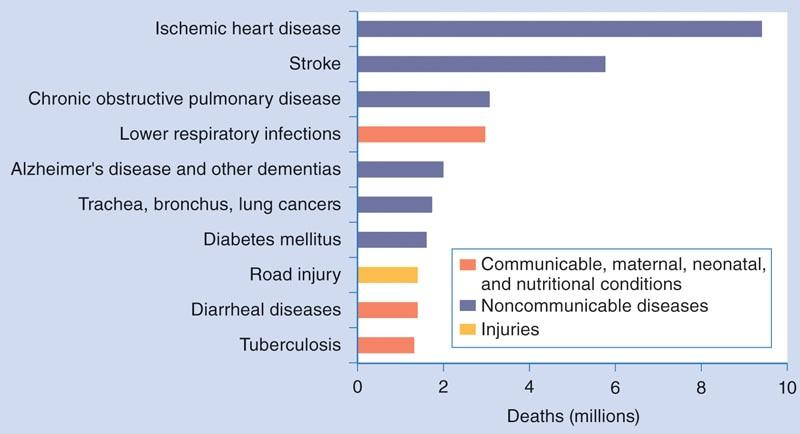 Ischemic heart disease
Stroke
Chronic obstructive pulmonary disease
Lower respiratory infections
Alzheimer's disease and other dementias
Trachea, bronchus, lung cancers
Diabetes mellitus
Road injury
Diarrheal diseases
Tuberculosis
Communicable, maternal, neonatal,
and nutritional conditions
Noncommunicable diseases
Injuries
0 2 4 6 8 10
Deaths (millions)